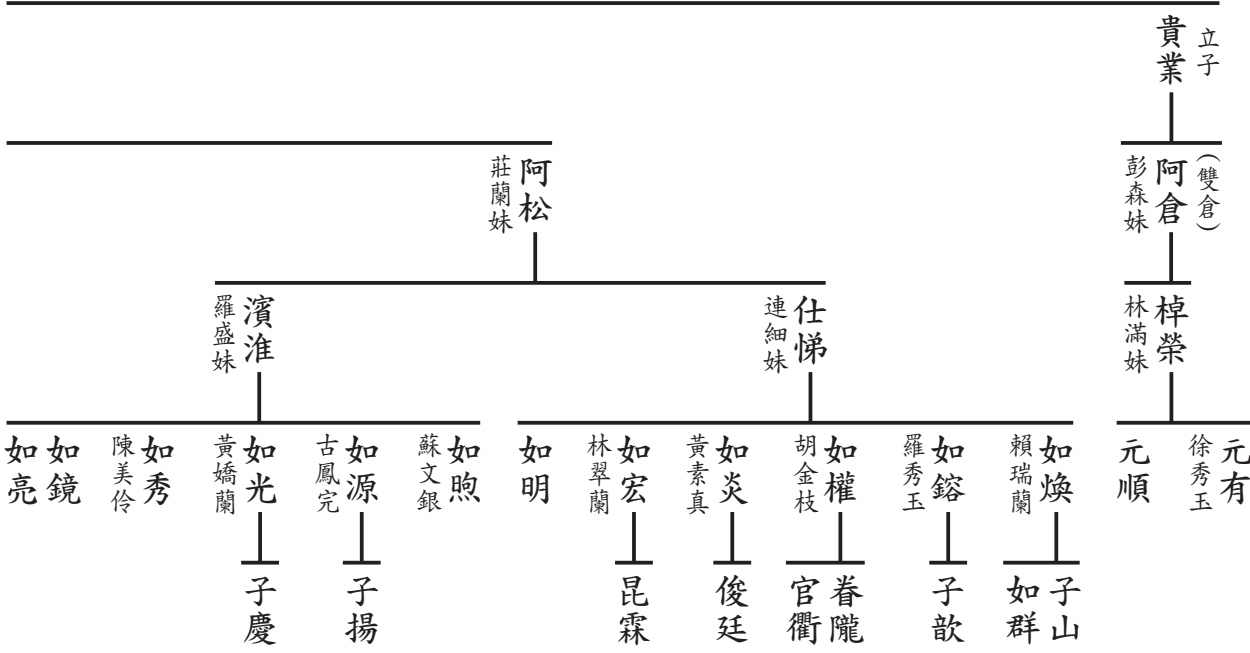 立子
貴業
(雙倉)
阿倉
彭森妹
阿松
莊蘭妹
棹榮
林滿妹
仕悌
連細妹
濱淮
羅盛妹
元有
徐秀玉
元順
如煥
賴瑞蘭
如鎔
羅秀玉
如權
胡金枝
如炎
黃素真
如宏
林翠蘭
如明
如煦
蘇文銀
如源
古鳳完
如光
黃嬌蘭
如秀
陳美伶
如鏡
如亮
子山
如群
子歆
眷隴
官衢
俊廷
昆霖
子揚
子慶